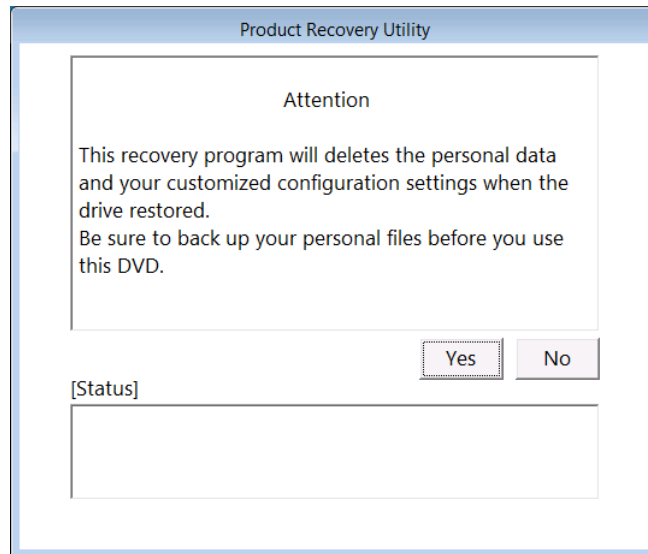 Product Recovery Utility
Attention
This recovery program will deletes the personal data
and your customized configuration settings when the
drive restored.
Be sure to back up your personal files before you use
this DVD.
Yes No
[Status]